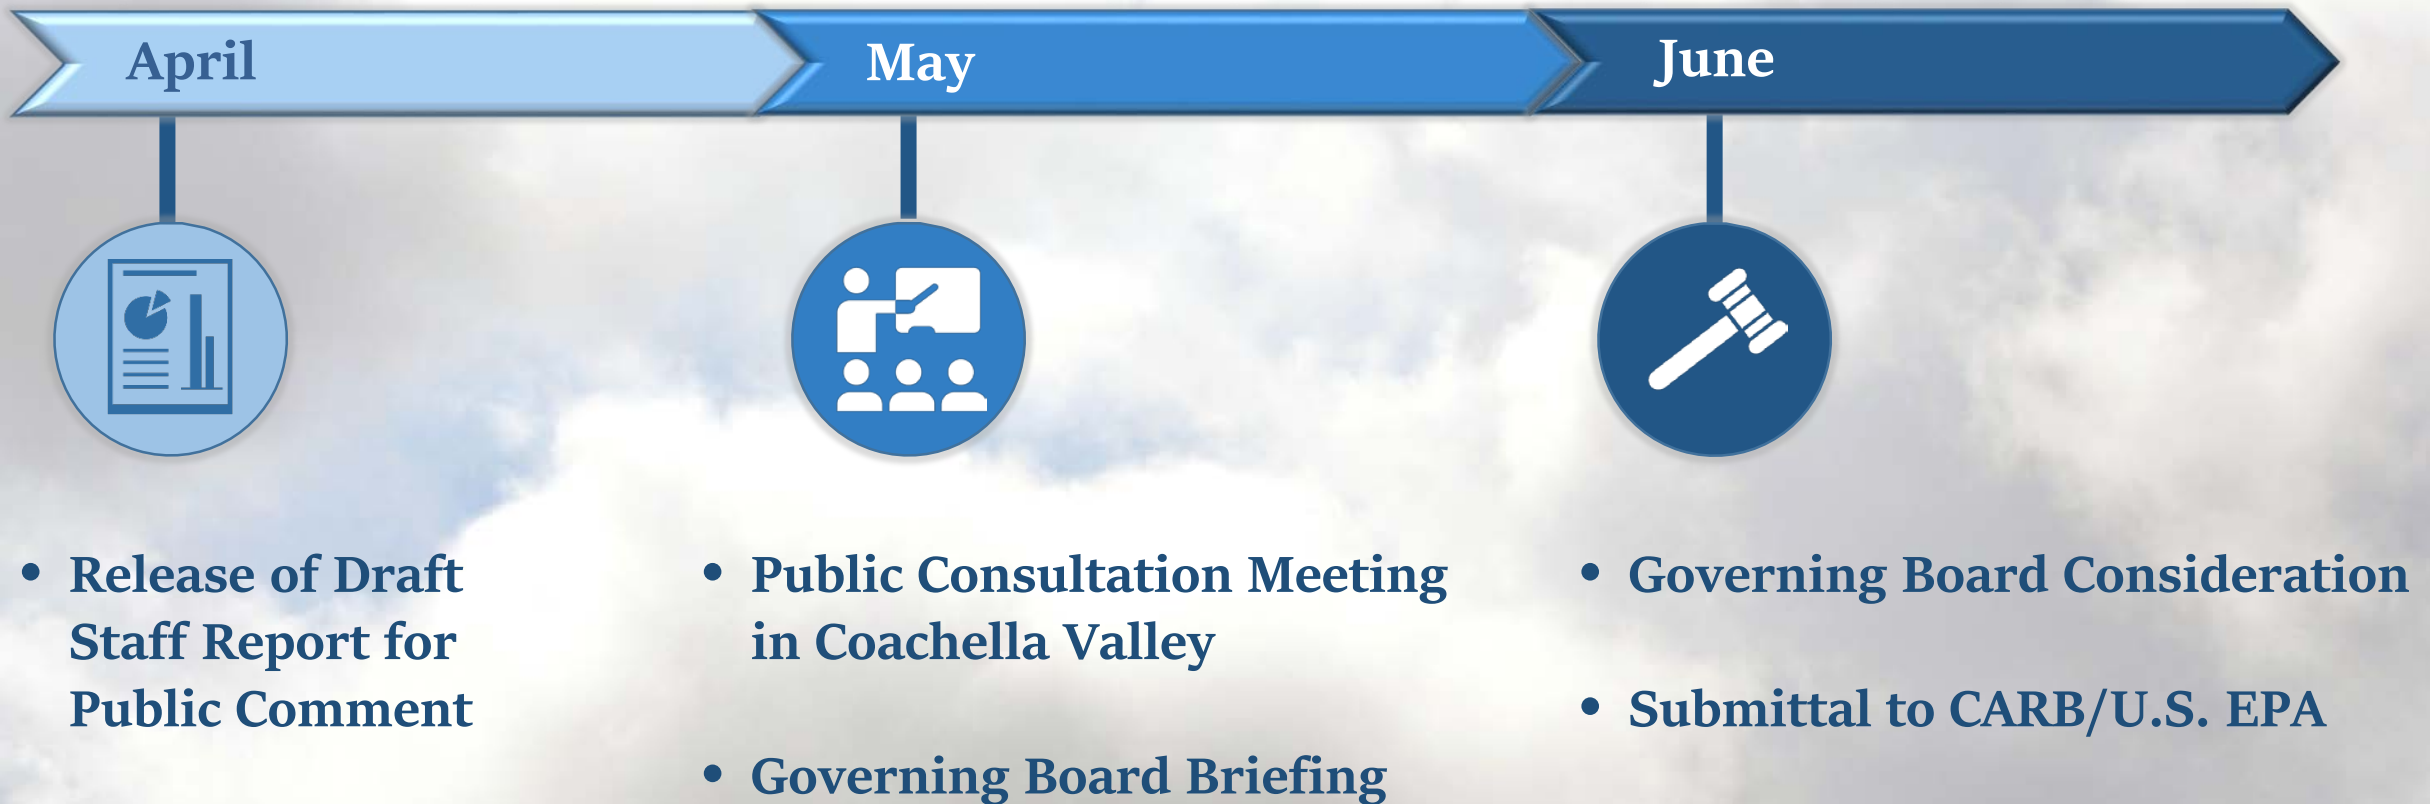 April
May
June
• Release of Draft
Staff Report for
Public Comment
• Public Consultation Meeting
in Coachella Valley
• Governing Board Briefing
• Governing Board Consideration
• Submittal to CARB/U.S. EPA